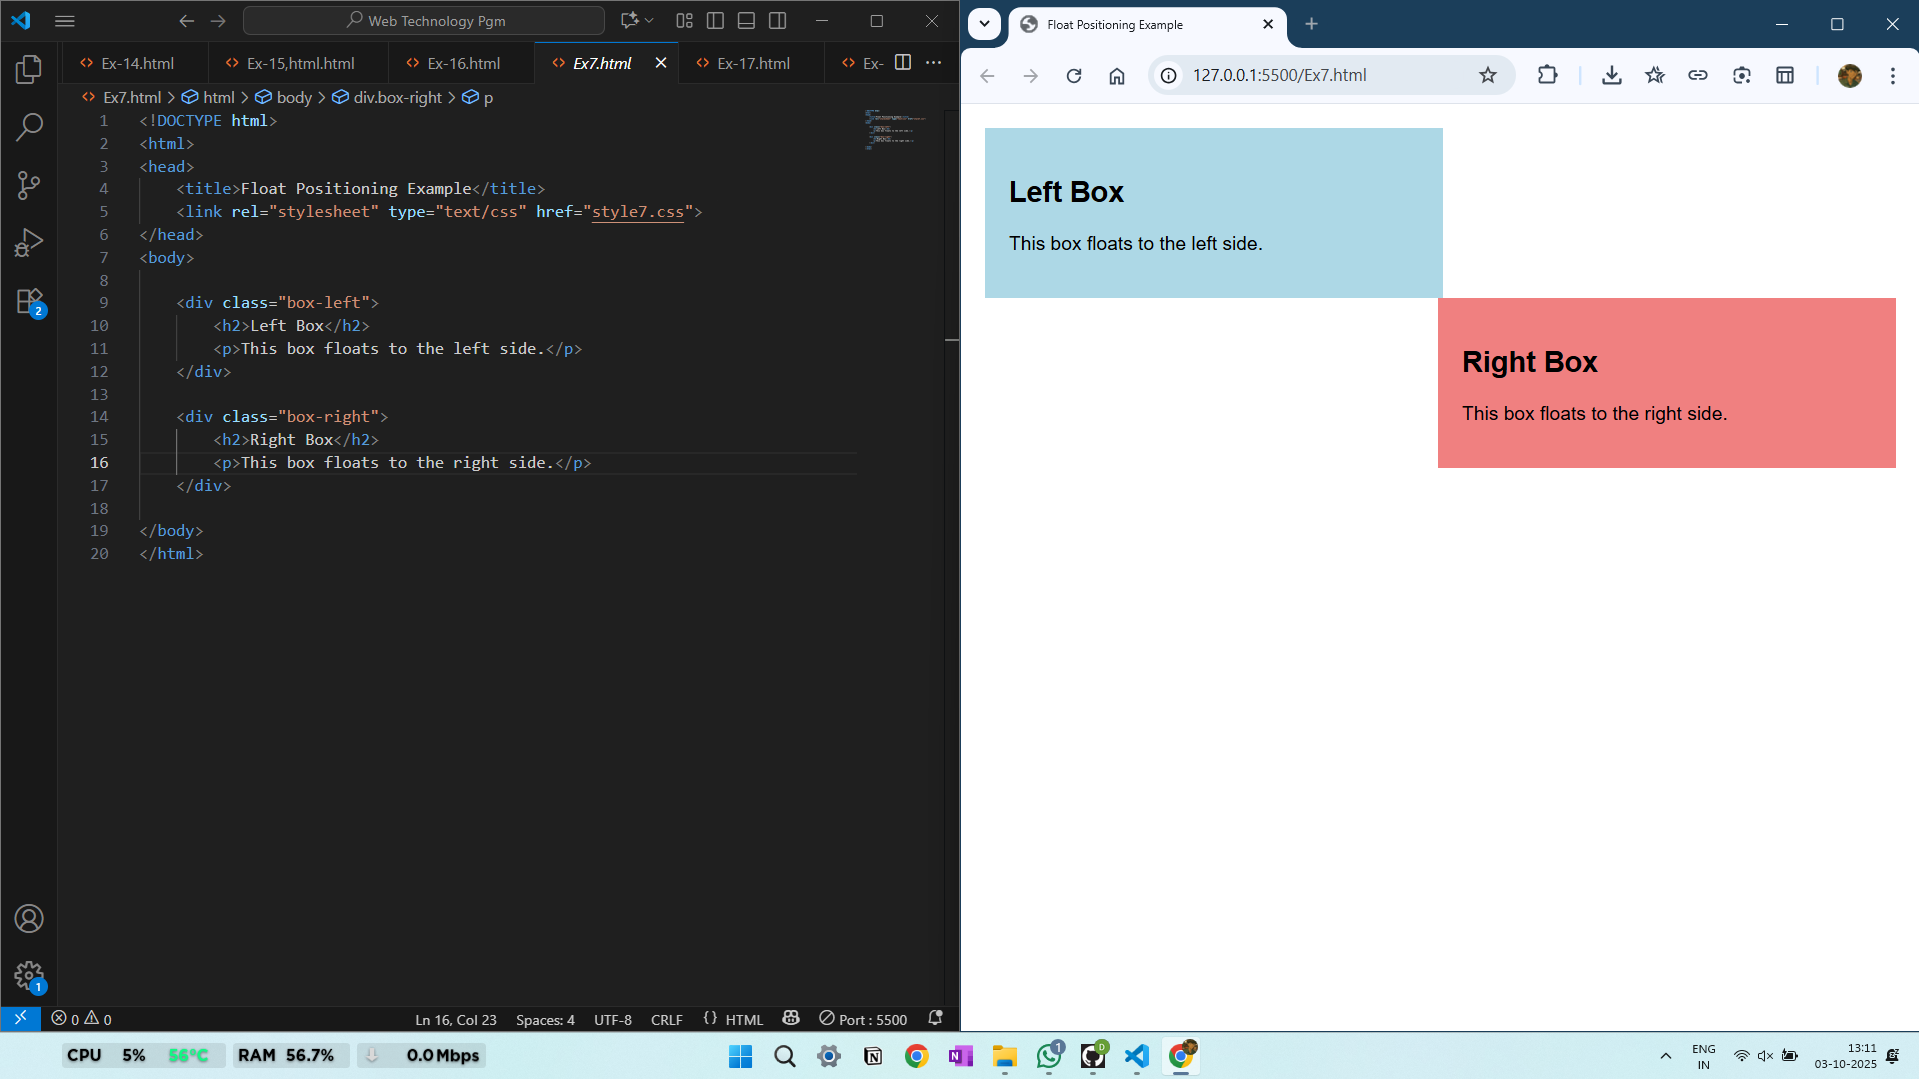 Web Technology Pgm
Ex-14.html
Ex-15,html.html
Ex-16.html
Ex7.html
Ex-17.html
Ex-
Ex7.html > html > body > div.box-right > p
1 <!DOCTYPE html>
2 <html>
3 <head>
4 <title>Float Positioning Example</title>
5 <link rel="stylesheet" type="text/css" href="style7.css">
6 </head>
7 <body>
8
9 <div class="box-left">
10 <h2>Left Box</h2>
11 <p>This box floats to the left side.</p>
12 </div>
13
14 <div class="box-right">
15 <h2>Right Box</h2>
16 <p>This box floats to the right side.</p>
17 </div>
18
19 </body>
20 </html>
2
1
0 0
Ln 16, Col 23
Spaces: 4
UTF-8
CRLF
{} HTML
Port : 5500
Float Positioning Example
127.0.0.1:5500/Ex7.html
Left Box
This box floats to the left side.
Right Box
This box floats to the right side.
CPU 5% 56°C
RAM 56.7%
0.0 Mbps
N
N
1
D
ENG
IN
13:11
03-10-2025